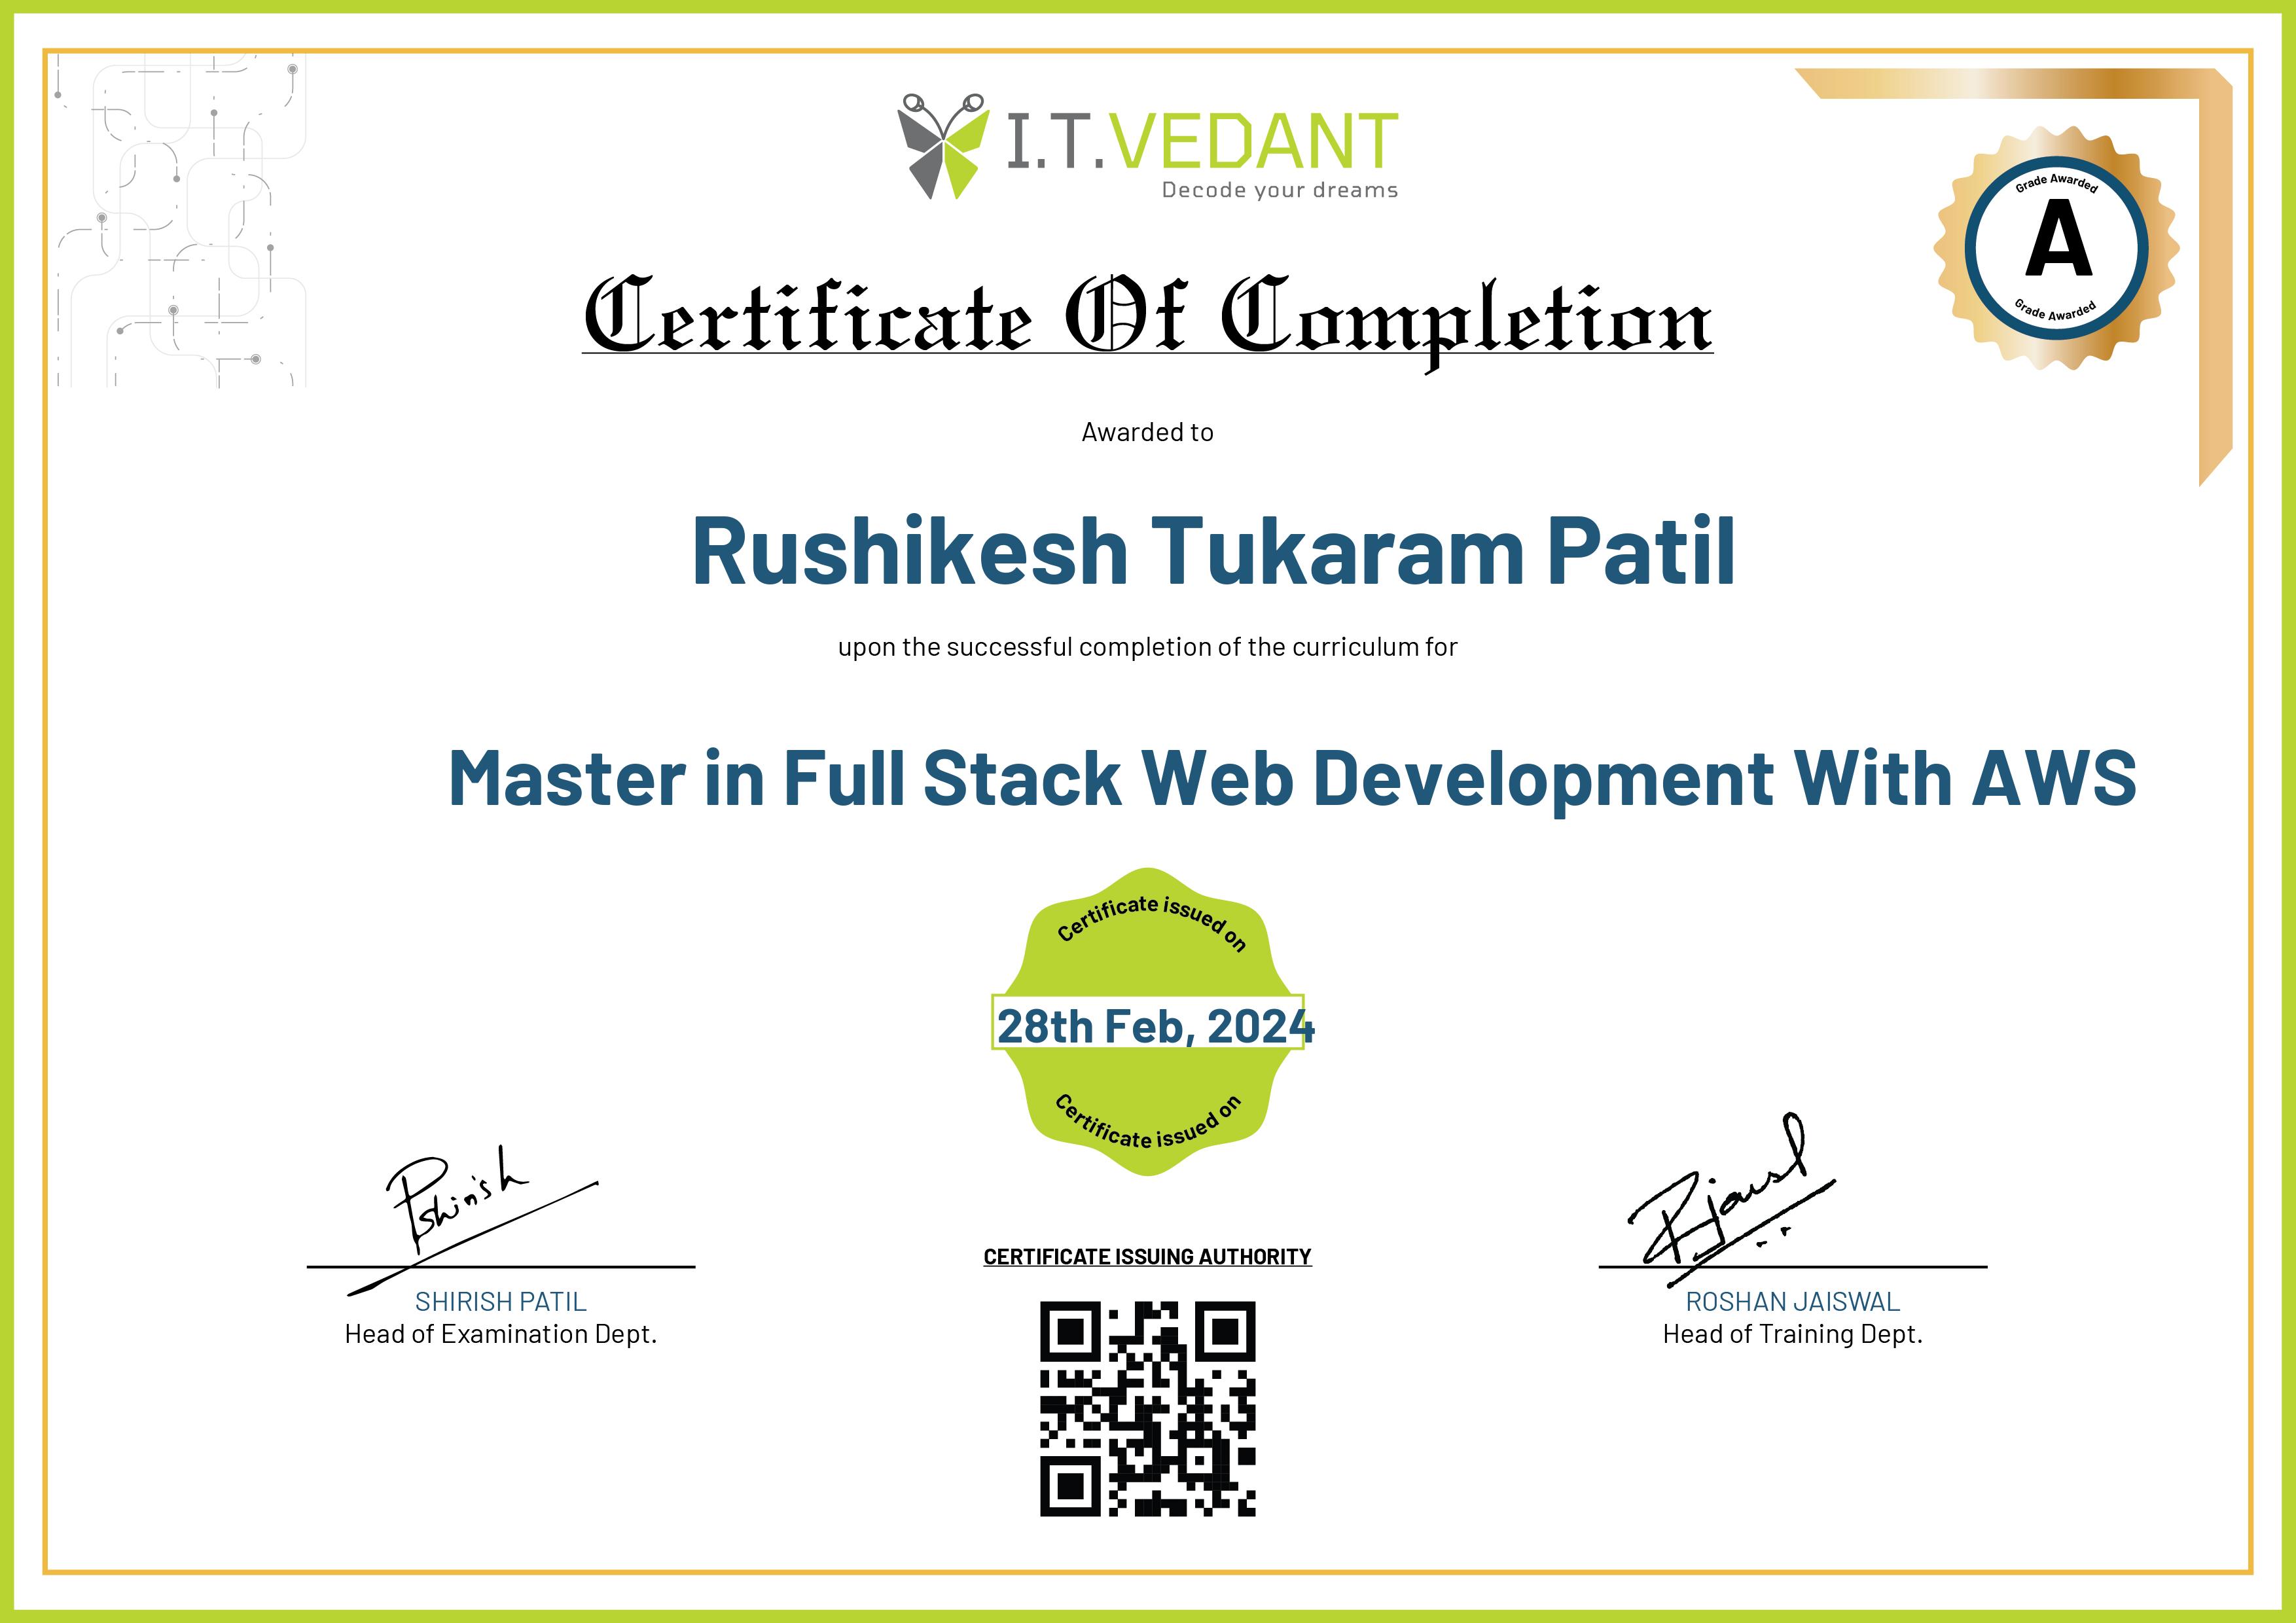 I.T.VEDANT
Decode your dreams
Grade Awarded
A
Grade Awarded
Certificate Of Completion
Awarded to
Rushikesh Tukaram Patil
upon the successful completion of the curriculum for
Master in Full Stack Web Development With AWS
Certificate issued on
28th Feb, 2024
Certificate issued on
Pshirish
Rjaiswal
CERTIFICATE ISSUING AUTHORITY
SHIRISH PATIL
Head of Examination Dept.
ROSHAN JAISWAL
Head of Training Dept.